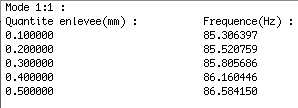 Mode 1:1 :
Quantite enlevee(mm) : Frequence(Hz) :
0.100000 85.306397
0.200000 85.520759
0.300000 85.805686
0.400000 86.160446
0.500000 86.584150